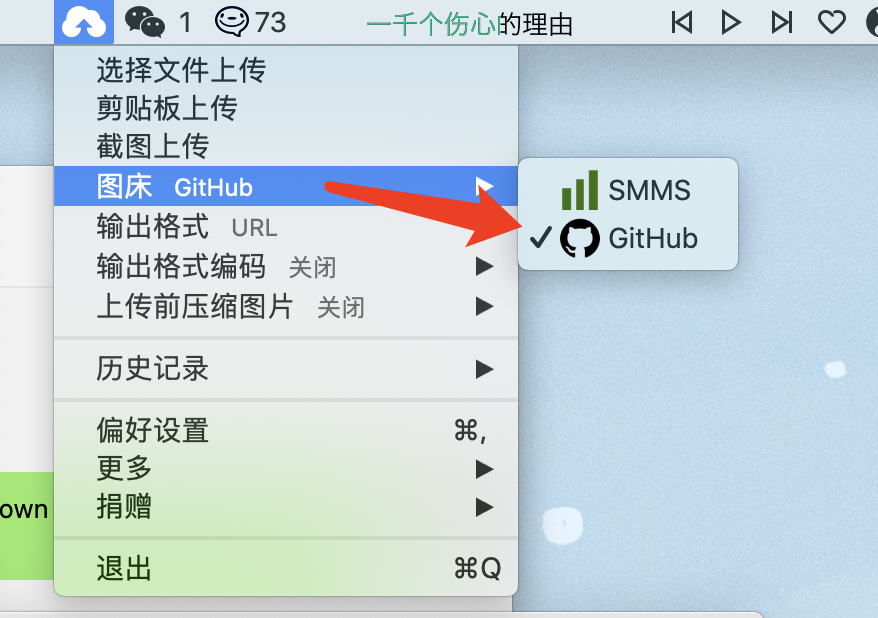 1 73 一千个伤心的理由
选择文件上传
剪贴板上传
截图上传
图床 GitHub
SMMS
GitHub
输出格式 URL
输出格式编码 关闭
上传前压缩图片 关闭
历史记录
偏好设置 ⌘,
更多
捐赠
own
退出 ⌘Q